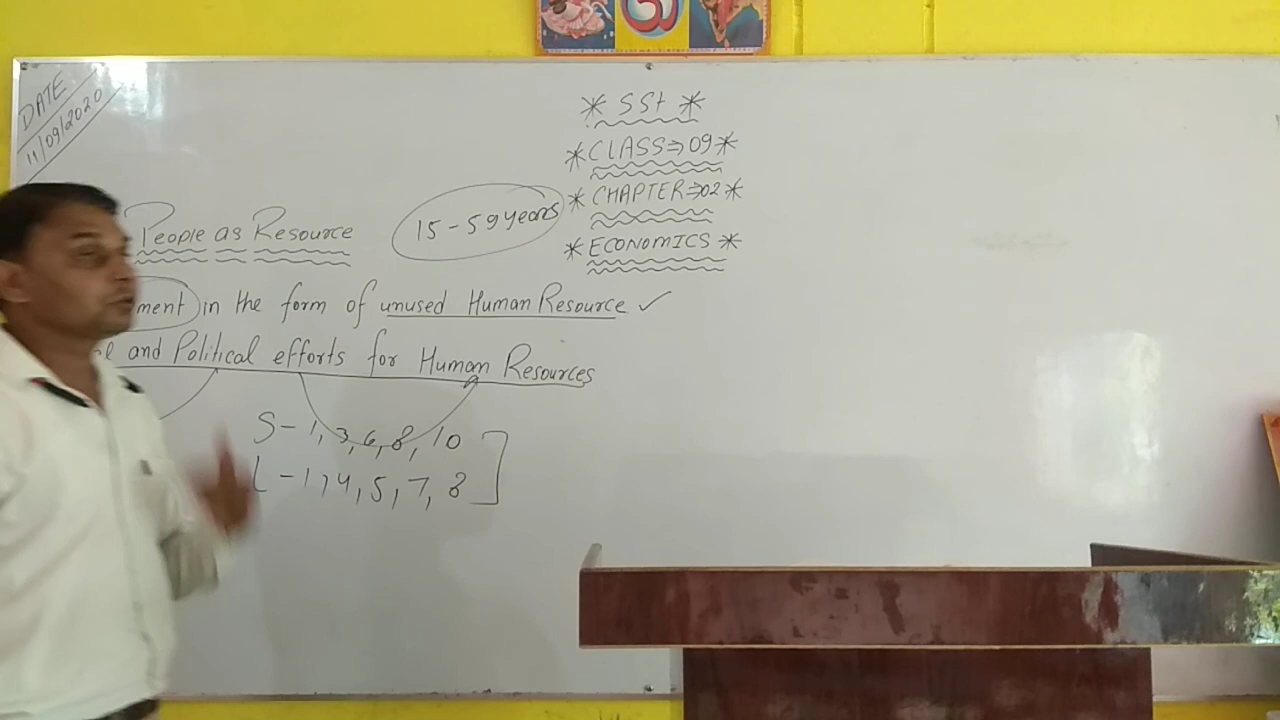 DATE
11/09/2020
* SSt *
* CLASS⇒09 *
* CHAPTER⇒02 *
* ECONOMICS *
People as Resource
15-59 years
ment in the form of unused Human Resource ✓
and Political efforts for Human Resources
S - 1, 3, 6, 8, 10
L - 1, 4, 5, 7, 8